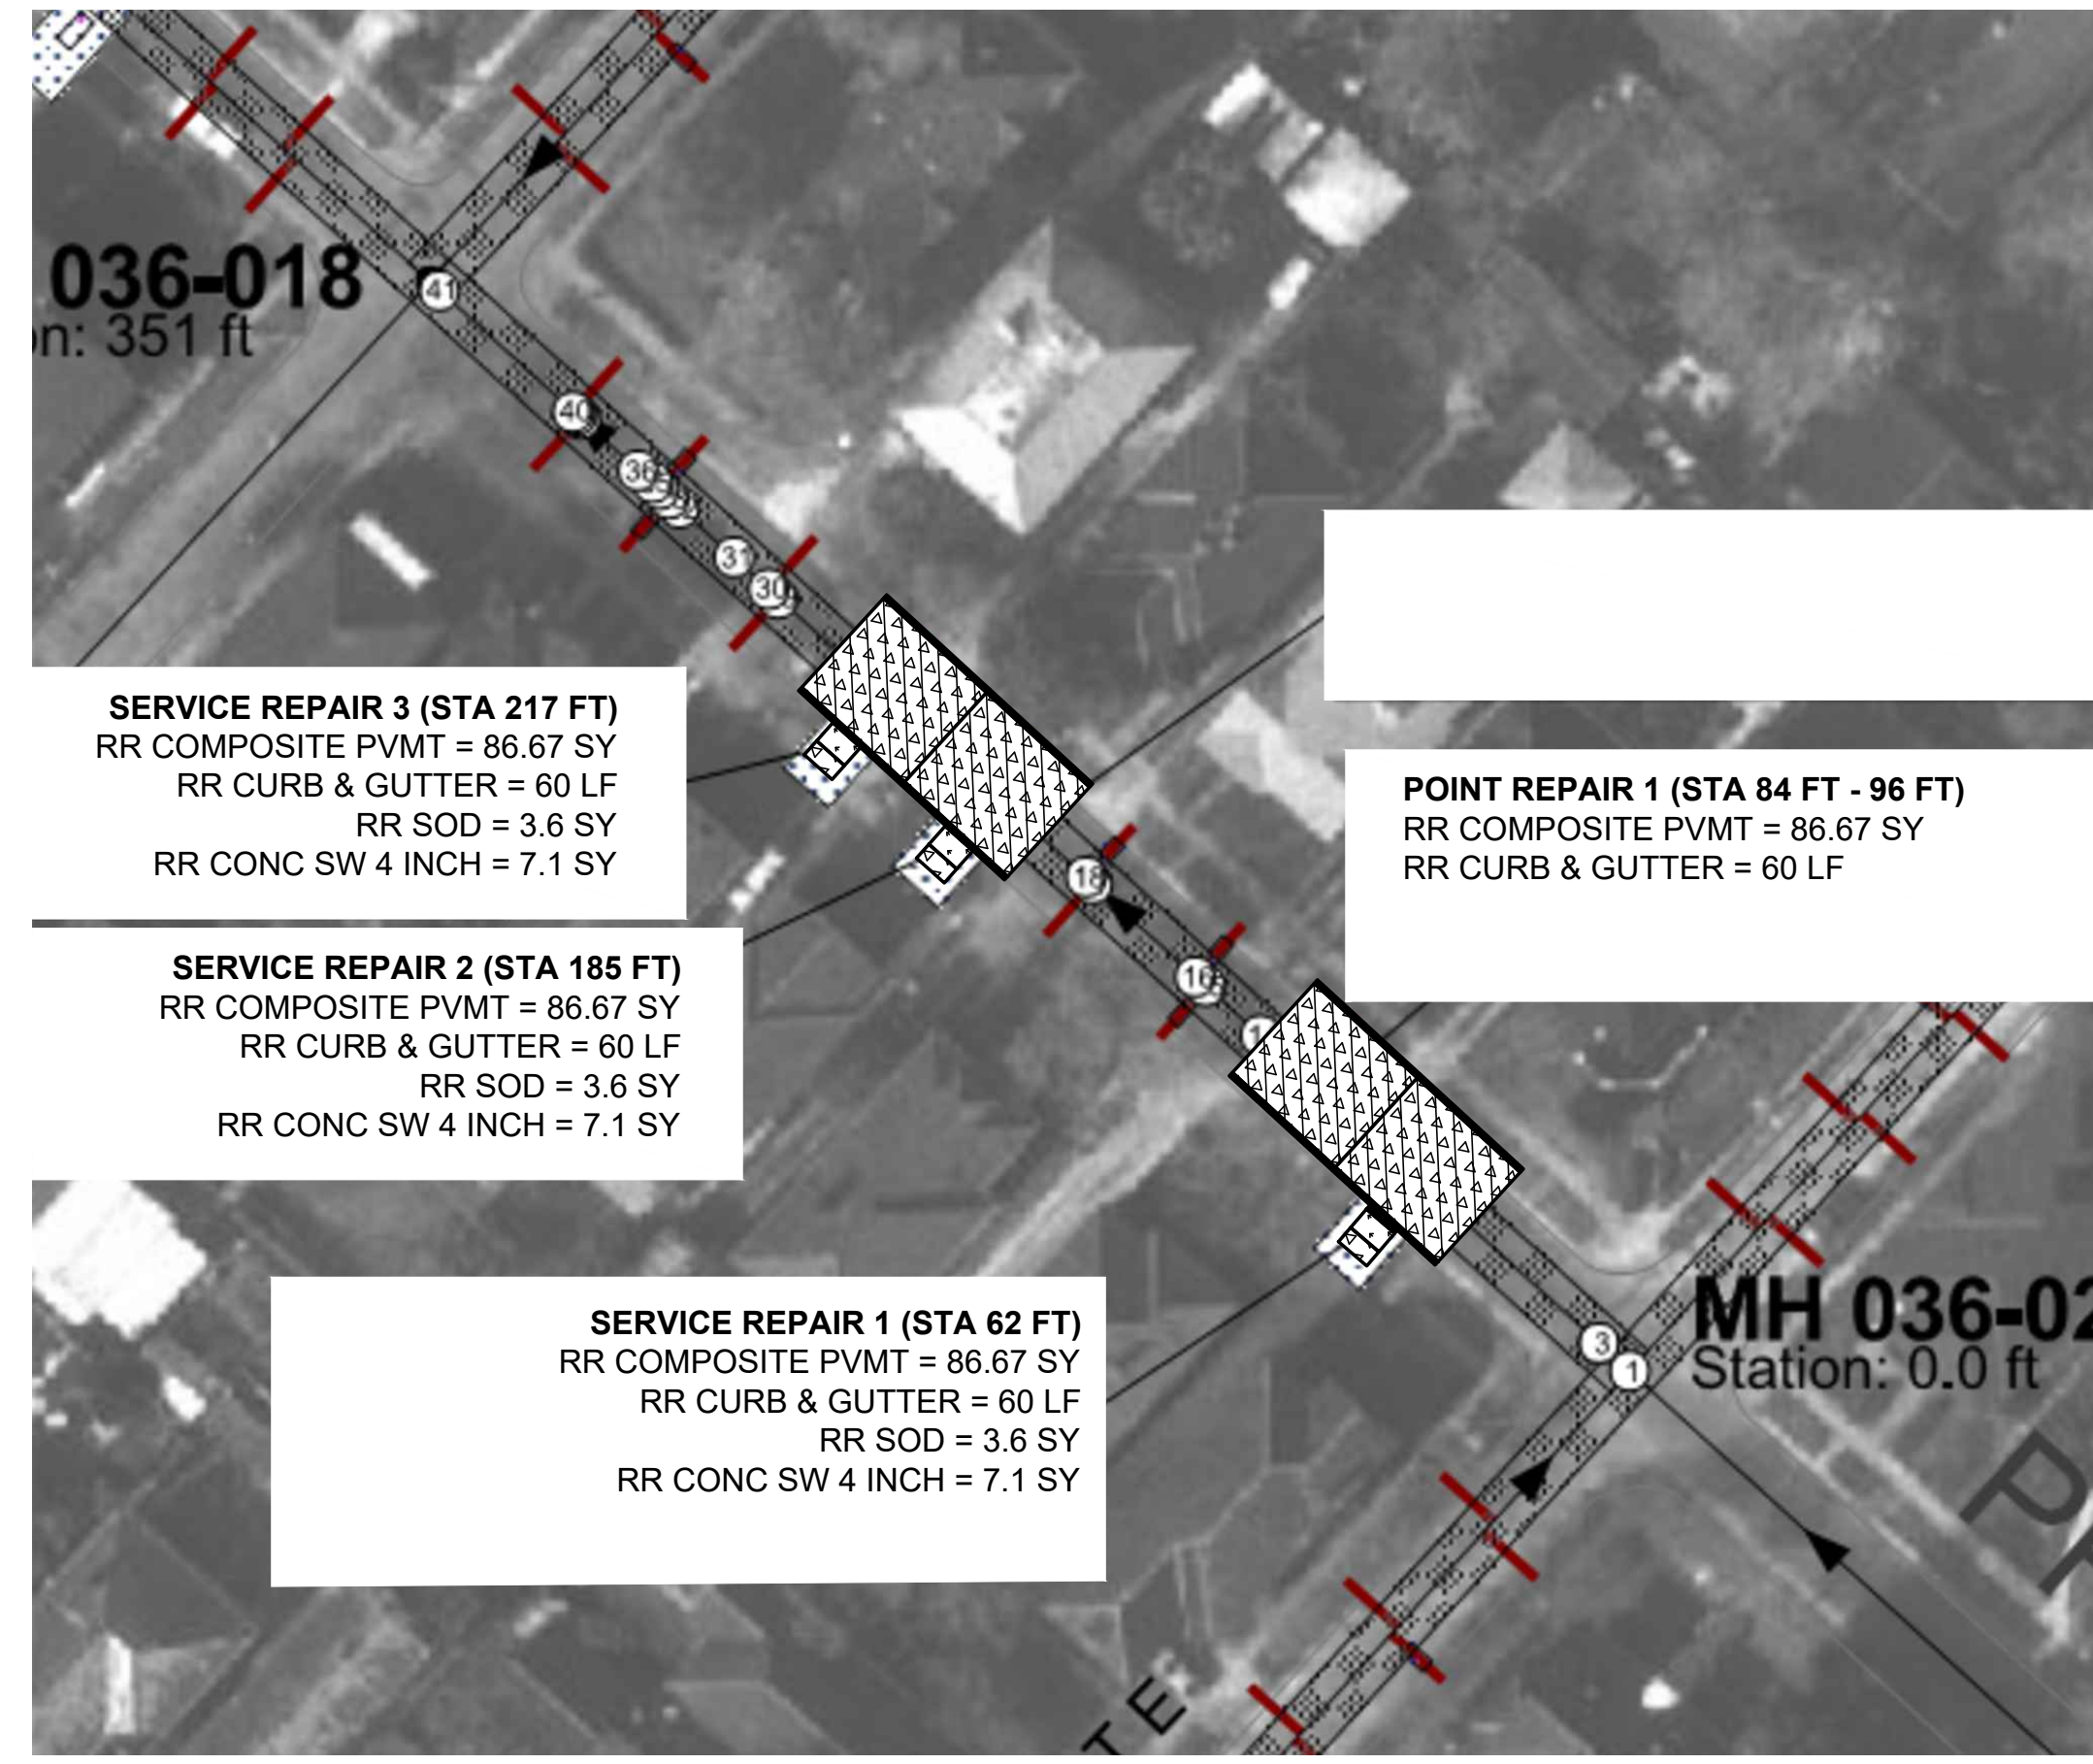 036-018
on: 351 ft
41
40
36
31
30
SERVICE REPAIR 3 (STA 217 FT)
RR COMPOSITE PVMT = 86.67 SY
RR CURB & GUTTER = 60 LF
RR SOD = 3.6 SY
RR CONC SW 4 INCH = 7.1 SY
POINT REPAIR 1 (STA 84 FT - 96 FT)
RR COMPOSITE PVMT = 86.67 SY
RR CURB & GUTTER = 60 LF
18
16
SERVICE REPAIR 2 (STA 185 FT)
RR COMPOSITE PVMT = 86.67 SY
RR CURB & GUTTER = 60 LF
RR SOD = 3.6 SY
RR CONC SW 4 INCH = 7.1 SY
SERVICE REPAIR 1 (STA 62 FT)
RR COMPOSITE PVMT = 86.67 SY
RR CURB & GUTTER = 60 LF
RR SOD = 3.6 SY
RR CONC SW 4 INCH = 7.1 SY
3
1
MH 036-02
Station: 0.0 ft
TE